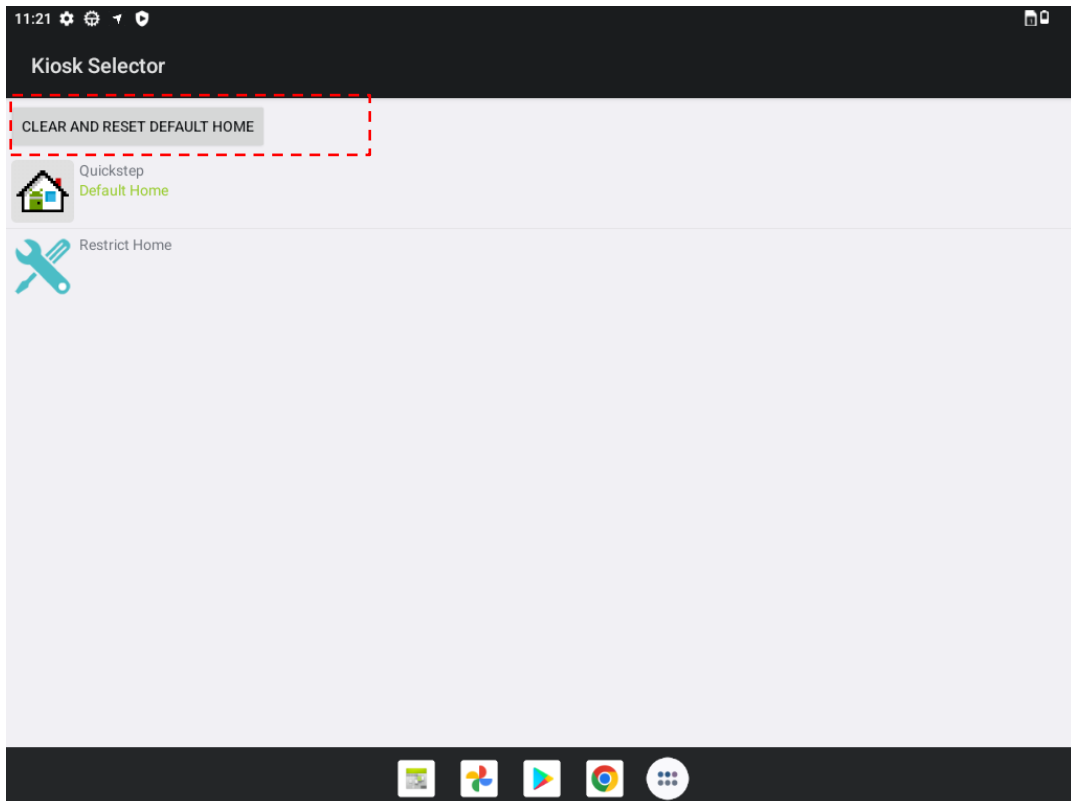 11:21
Kiosk Selector
CLEAR AND RESET DEFAULT HOME
Quickstep
Default Home
Restrict Home